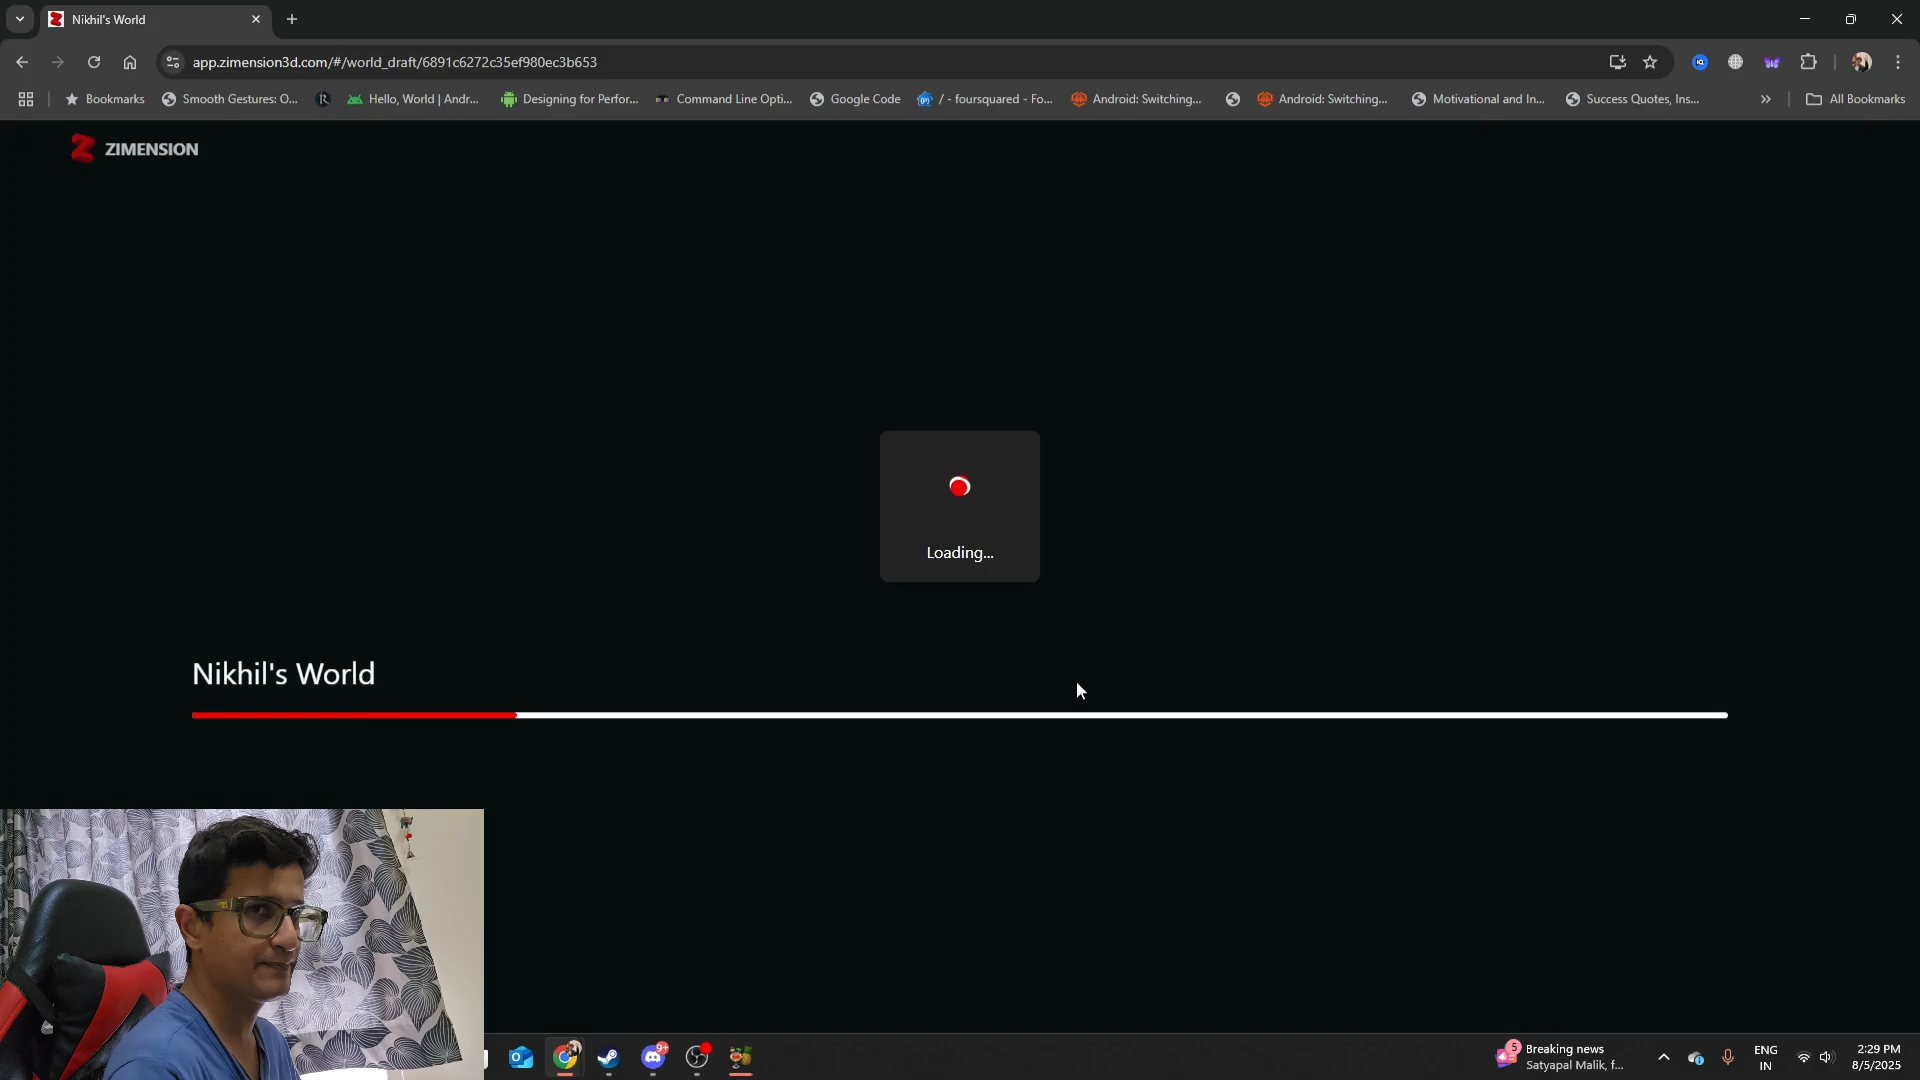 Nikhil's World
app.zimension3d.com/#/world_draft/6891c6272c35ef980ec3b653
Bookmarks
Smooth Gestures: O...
Hello, World | Andr...
Designing for Perfor...
Command Line Opti...
Google Code
/ - foursquared - Fo...
Android: Switching...
Android: Switching...
Motivational and In...
Success Quotes, Ins...
All Bookmarks
ZIMENSION
Loading...
Nikhil's World
9+
5
Breaking news
Satyapal Malik, f...
ENG
IN
2:29 PM
8/5/2025